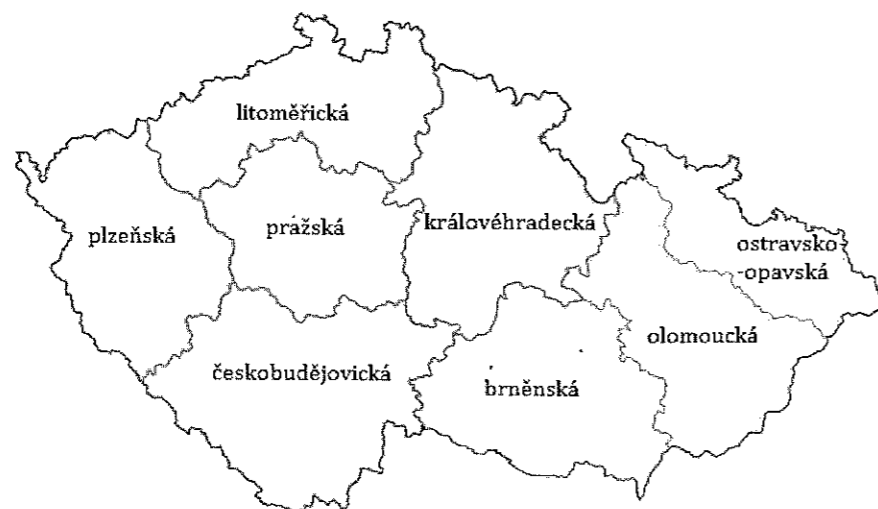 litoměřická
plzeňská
pražská
královéhradecká
ostravsko-
-opavská
olomoucká
českobudějovická
brněnská